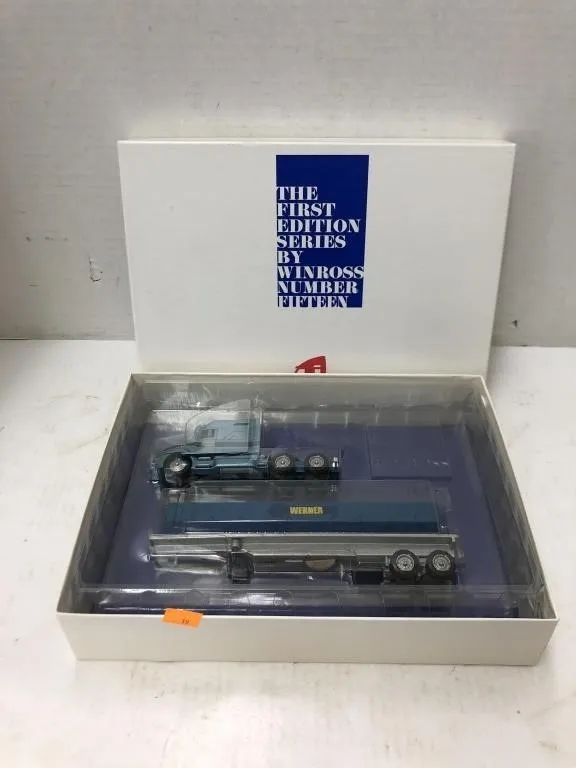 THE
FIRST
EDITION
SERIES
BY
WINROSS
NUMBER
FIFTEEN
WERNER